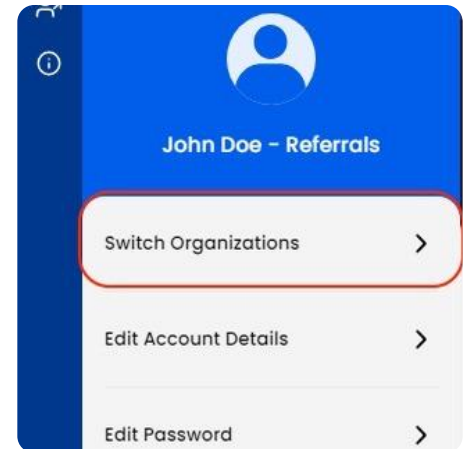 John Doe - Referrals
Switch Organizations
Edit Account Details
Edit Password